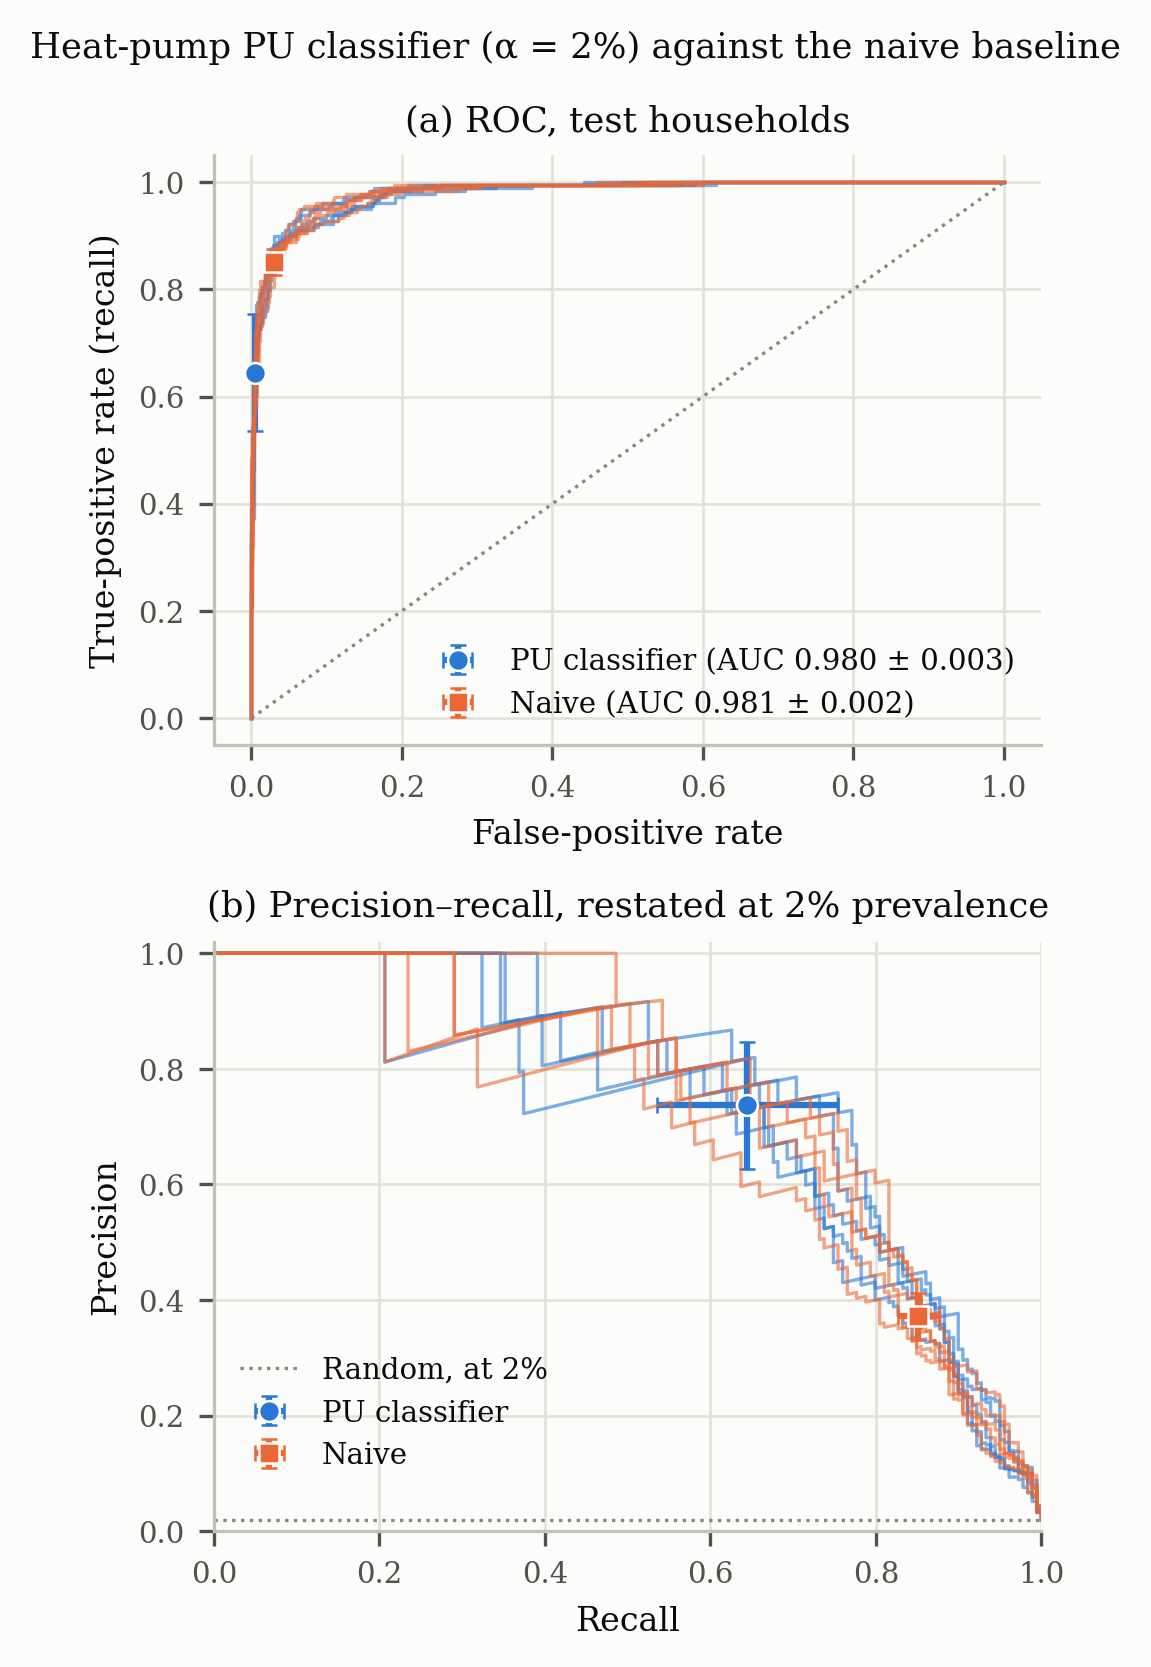 Heat-pump PU classifier (α = 2%) against the naive baseline
(a) ROC, test households
True-positive rate (recall)
1.0
0.8
0.6
0.4
0.2
0.0
PU classifier (AUC 0.980 ± 0.003)
Naive (AUC 0.981 ± 0.002)
0.0 0.2 0.4 0.6 0.8 1.0
False-positive rate
(b) Precision–recall, restated at 2% prevalence
Precision
1.0
0.8
0.6
0.4
0.2
0.0
Random, at 2%
PU classifier
Naive
0.0 0.2 0.4 0.6 0.8 1.0
Recall